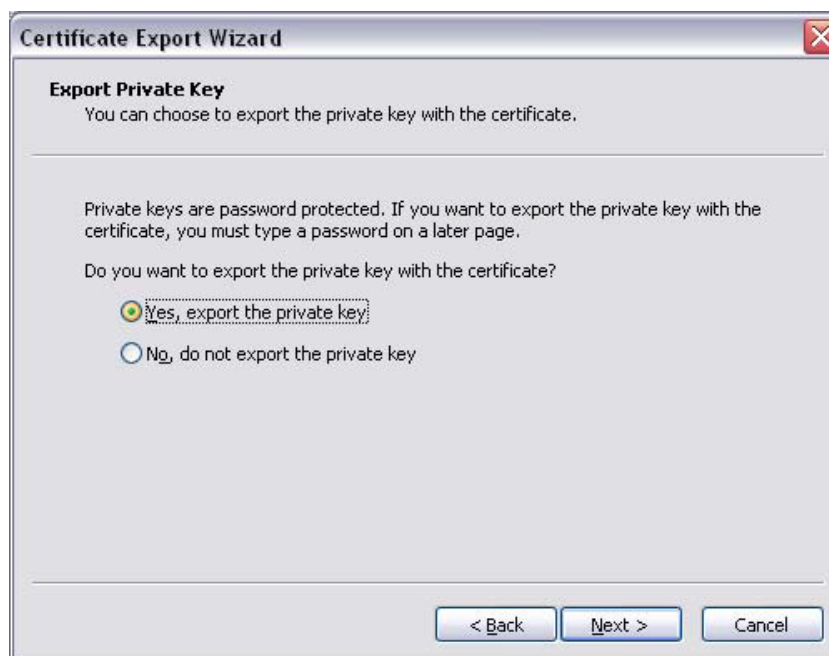 Certificate Export Wizard
Export Private Key
You can choose to export the private key with the certificate.
Private keys are password protected. If you want to export the private key with the
certificate, you must type a password on a later page.
Do you want to export the private key with the certificate?
Yes, export the private key
No, do not export the private key
< Back
Next >
Cancel